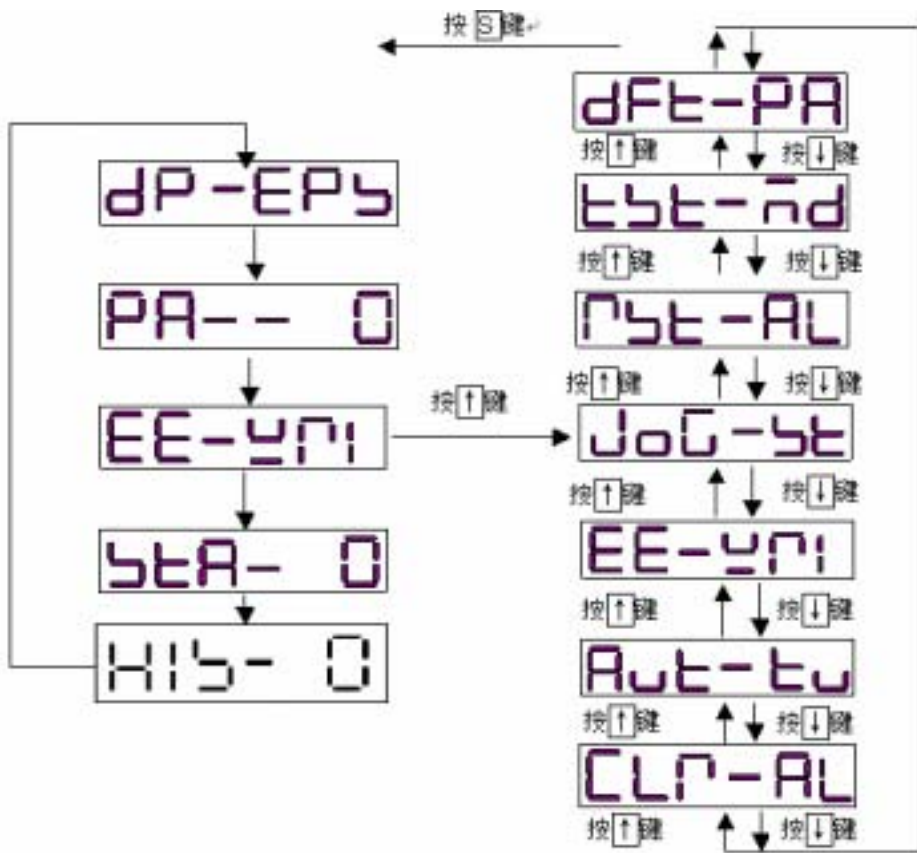 按 S 键
dP-EPS
PA-- 0
EE-wri
StA- 0
HIS- 0
按↑键
dFt-PA
按↑键 按↓键
tSt-md
按↑键 按↓键
rSt-AL
按↑键 按↓键
JoG-St
按↑键 按↓键
EE-wri
按↑键 按↓键
Aut-tu
按↑键 按↓键
CLr-AL
按↑键 按↓键